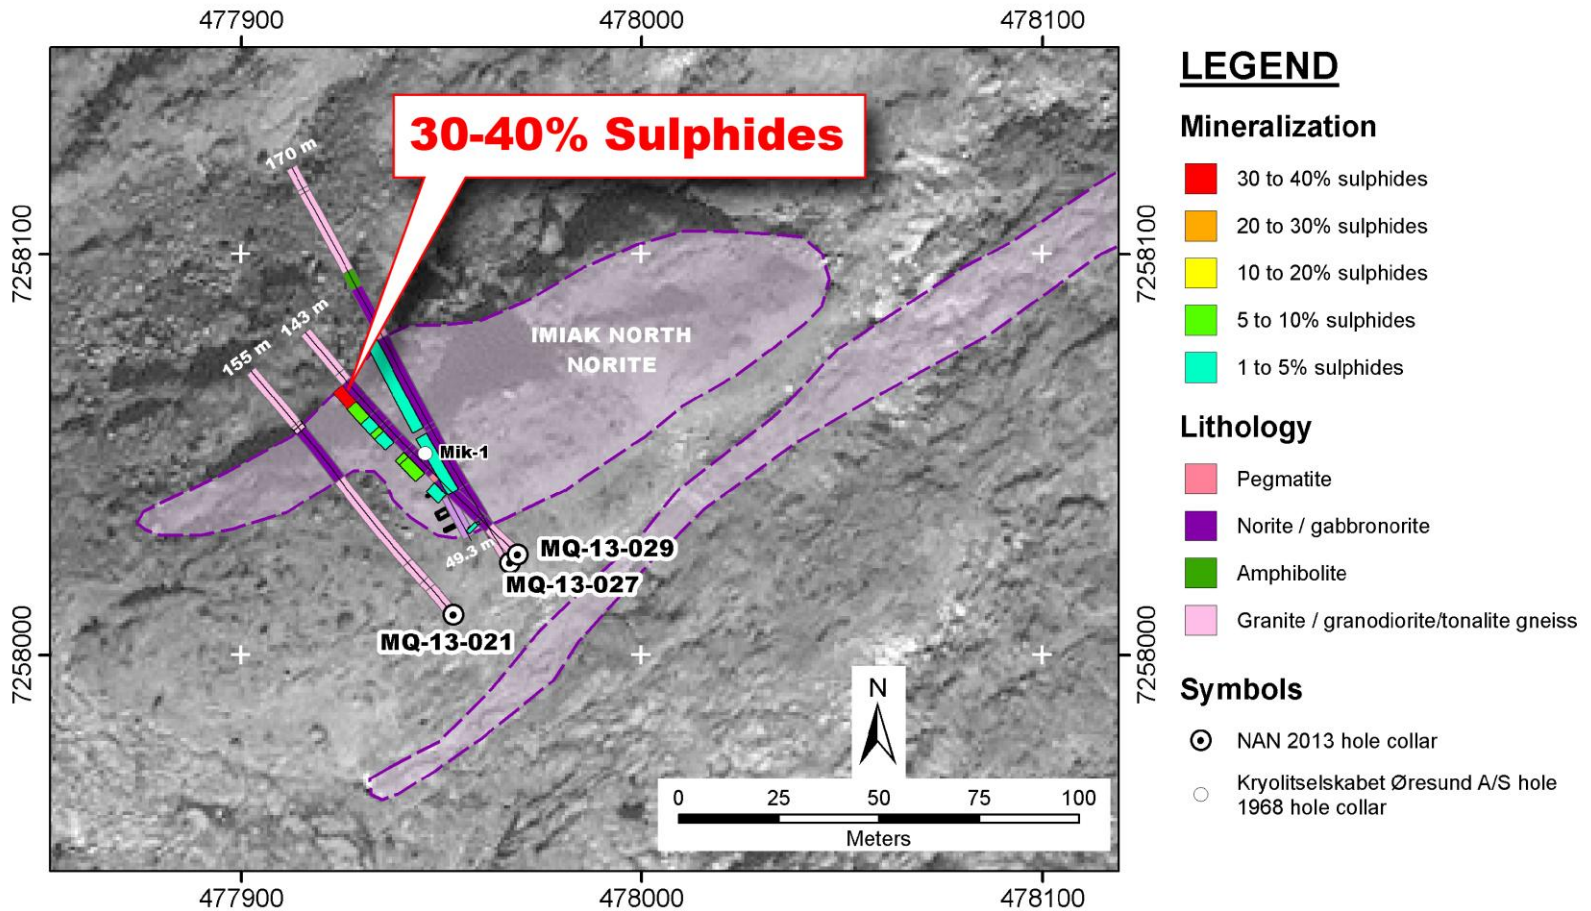 477900
478000
478100
LEGEND
Mineralization
30 to 40% sulphides
20 to 30% sulphides
10 to 20% sulphides
5 to 10% sulphides
1 to 5% sulphides
Lithology
Pegmatite
Norite / gabbronorite
Amphibolite
Granite / granodiorite/tonalite gneiss
Symbols
NAN 2013 hole collar
Kryolitselskabet Øresund A/S hole
1968 hole collar
30-40% Sulphides
170 m
7258100
7258100
143 m
IMIAK NORTH
NORITE
155 m
Mik-1
49.3 m
MQ-13-029
MQ-13-027
MQ-13-021
7258000
7258000
N
0 25 50 75 100
Meters
477900
478000
478100